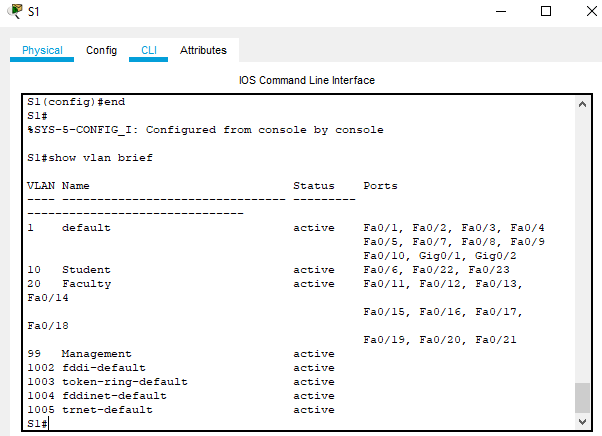 S1
Physical Config CLI Attributes
IOS Command Line Interface
S1(config)#end
S1#
%SYS-5-CONFIG_I: Configured from console by console
S1#show vlan brief
VLAN Name                             Status    Ports
---- -------------------------------- ---------
-------------------------------
1    default                          active    Fa0/1, Fa0/2, Fa0/3, Fa0/4
                                                Fa0/5, Fa0/7, Fa0/8, Fa0/9
                                                Fa0/10, Gig0/1, Gig0/2
10   Student                          active    Fa0/6, Fa0/22, Fa0/23
20   Faculty                          active    Fa0/11, Fa0/12, Fa0/13,
Fa0/14
                                                Fa0/15, Fa0/16, Fa0/17,
Fa0/18
                                                Fa0/19, Fa0/20, Fa0/21
99   Management                       active
1002 fddi-default                     active
1003 token-ring-default               active
1004 fddinet-default                  active
1005 trnet-default                    active
S1#